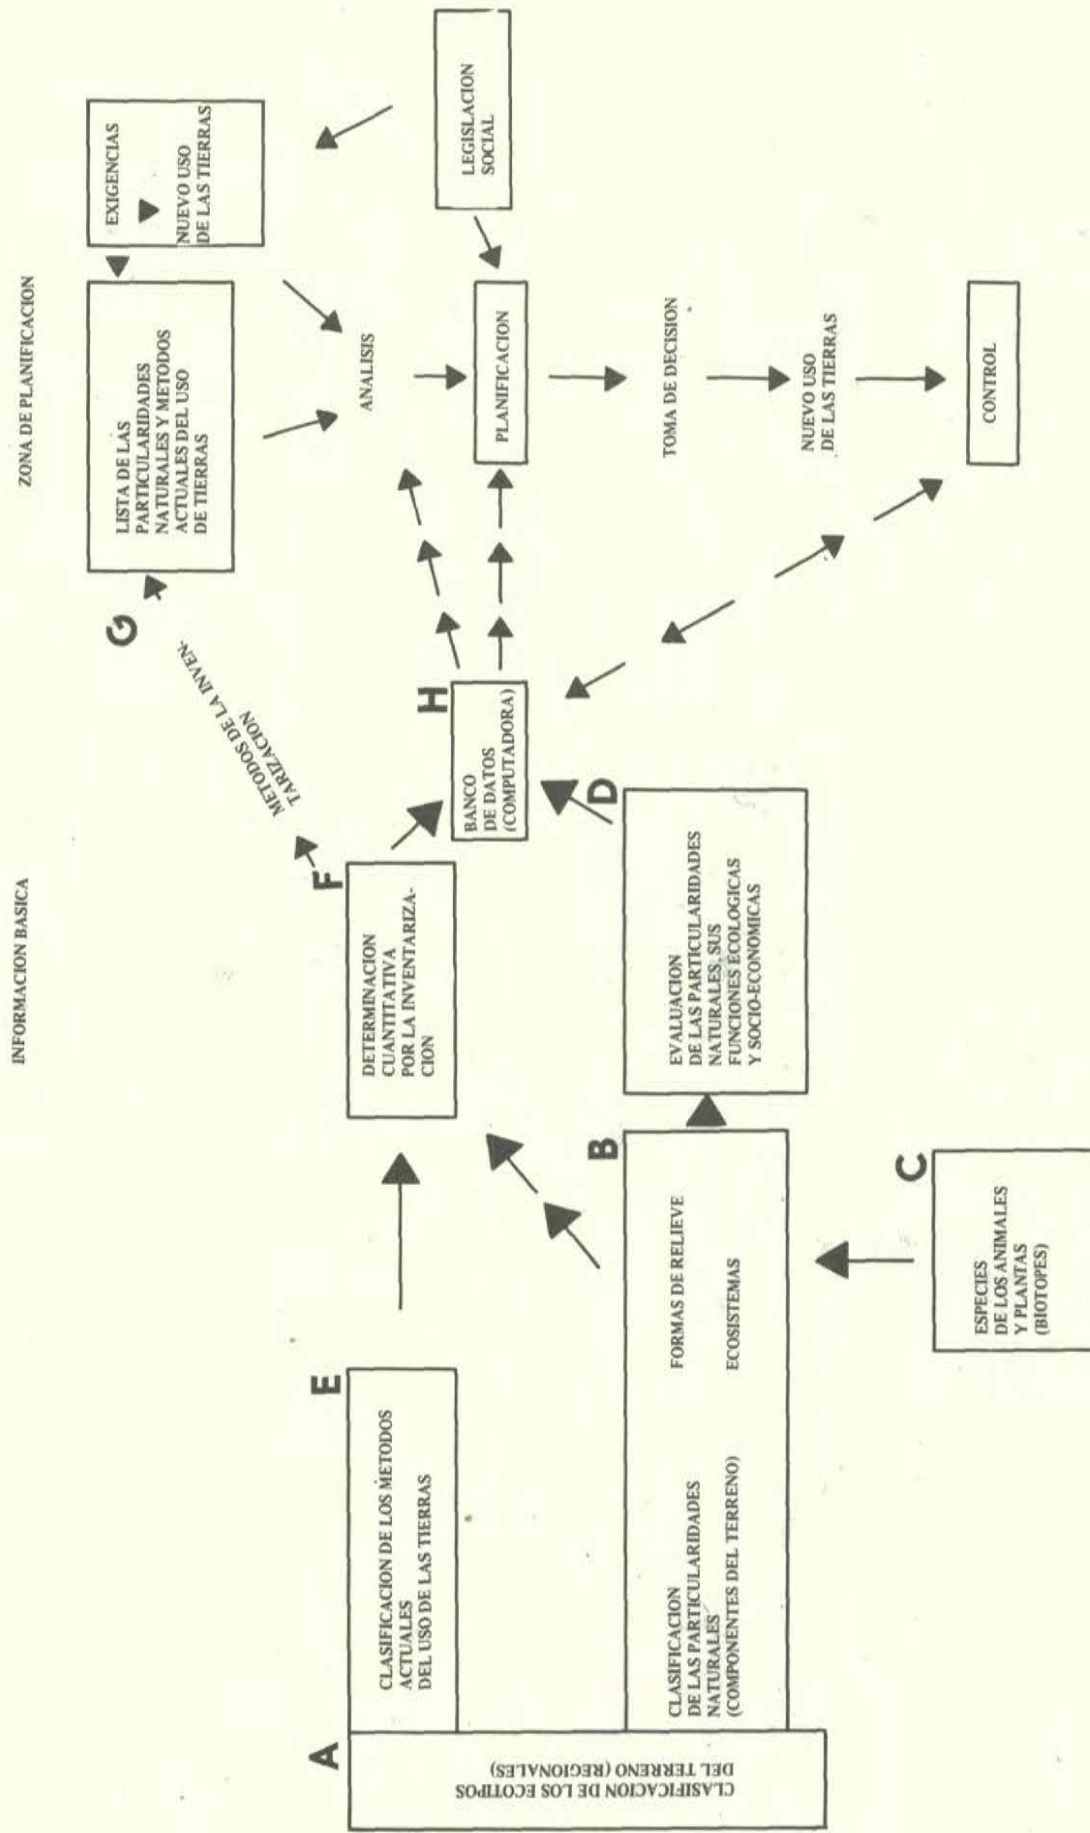 INFORMACION BASICA
ZONA DE PLANIFICACION
A
CLASIFICACION DE LOS ECOTIPOS
DEL TERRENO (REGIONALES)
E
CLASIFICACION DE LOS METODOS
ACTUALES
DEL USO DE LAS TIERRAS
B
CLASIFICACION
DE LAS PARTICULARIDADES
NATURALES
(COMPONENTES DEL TERRENO)
FORMAS DE RELIEVE
ECOSISTEMAS
C
ESPECIES
DE LOS ANIMALES
Y PLANTAS
(BIOTOPES)
F
DETERMINACION
CUANTITATIVA
POR LA INVENTARIZA-
CION
D
EVALUACION
DE LAS PARTICULARIDADES
NATURALES, SUS
FUNCIONES ECOLOGICAS
Y SOCIO-ECONOMICAS
METODOS DE LA INVEN-
TARIZACION
H
BANCO
DE DATOS
(COMPUTADORA)
G
LISTA DE LAS
PARTICULARIDADES
NATURALES Y METODOS
ACTUALES DEL USO
DE TIERRAS
EXIGENCIAS
NUEVO USO
DE LAS TIERRAS
ANALISIS
LEGISLACION
SOCIAL
PLANIFICACION
TOMA DE DECISION
NUEVO USO
DE LAS TIERRAS
CONTROL